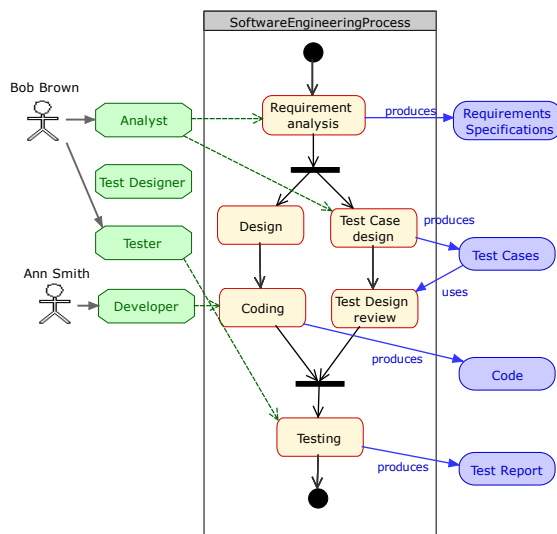 SoftwareEngineeringProcess
Bob Brown
Analyst
Requirement
analysis
produces
Requirements
Specifications
Test Designer
Design
Test Case
design
produces
Tester
Test Cases
Ann Smith
uses
Developer
Coding
Test Design
review
produces
Code
Testing
produces
Test Report